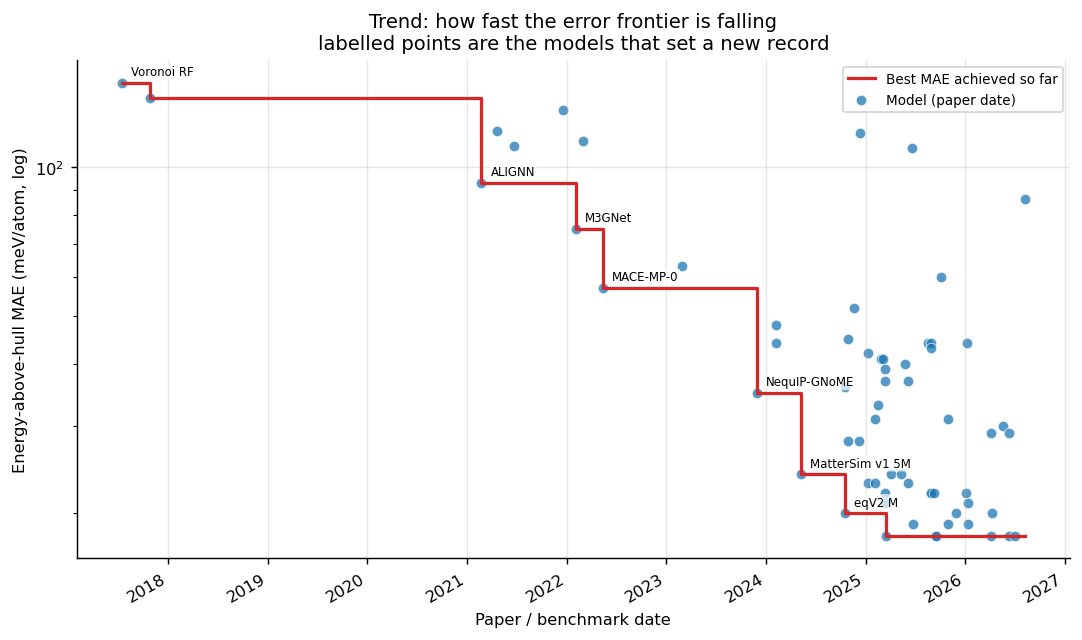 Trend: how fast the error frontier is falling
labelled points are the models that set a new record
Best MAE achieved so far
Model (paper date)
Voronoi RF
ALIGNN
M3GNet
MACE-MP-0
NequIP-GNoME
MatterSim v1 5M
eqV2 M
10²
Energy-above-hull MAE (meV/atom, log)
2018
2019
2020
2021
2022
2023
2024
2025
2026
2027
Paper / benchmark date